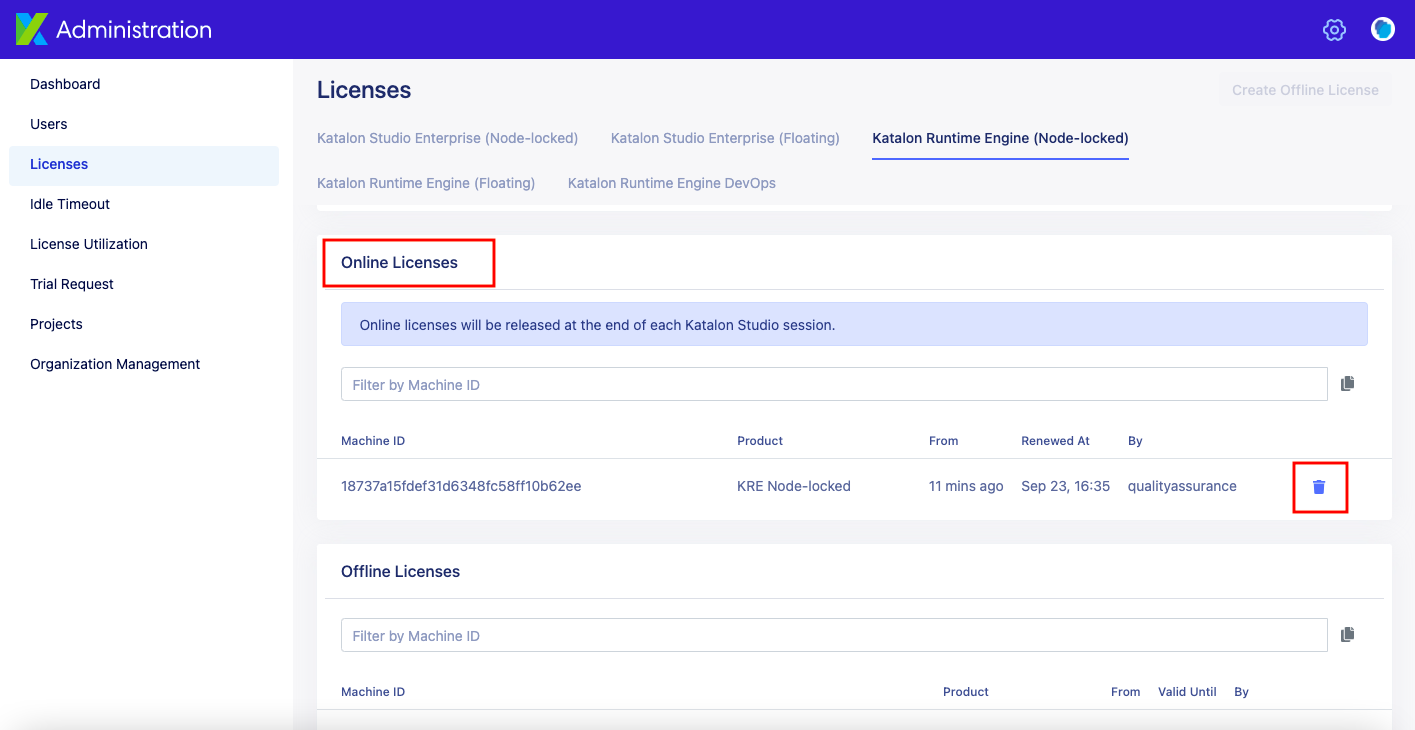 Administration
Dashboard
Users
Licenses
Idle Timeout
License Utilization
Trial Request
Projects
Organization Management
Licenses
Create Offline License
Katalon Studio Enterprise (Node-locked)
Katalon Studio Enterprise (Floating)
Katalon Runtime Engine (Node-locked)
Katalon Runtime Engine (Floating)
Katalon Runtime Engine DevOps
Online Licenses
Online licenses will be released at the end of each Katalon Studio session.
Filter by Machine ID
Machine ID Product From Renewed At By
18737a15fdef31d6348fc58ff10b62ee KRE Node-locked 11 mins ago Sep 23, 16:35 qualityassurance
Offline Licenses
Filter by Machine ID
Machine ID Product From Valid Until By